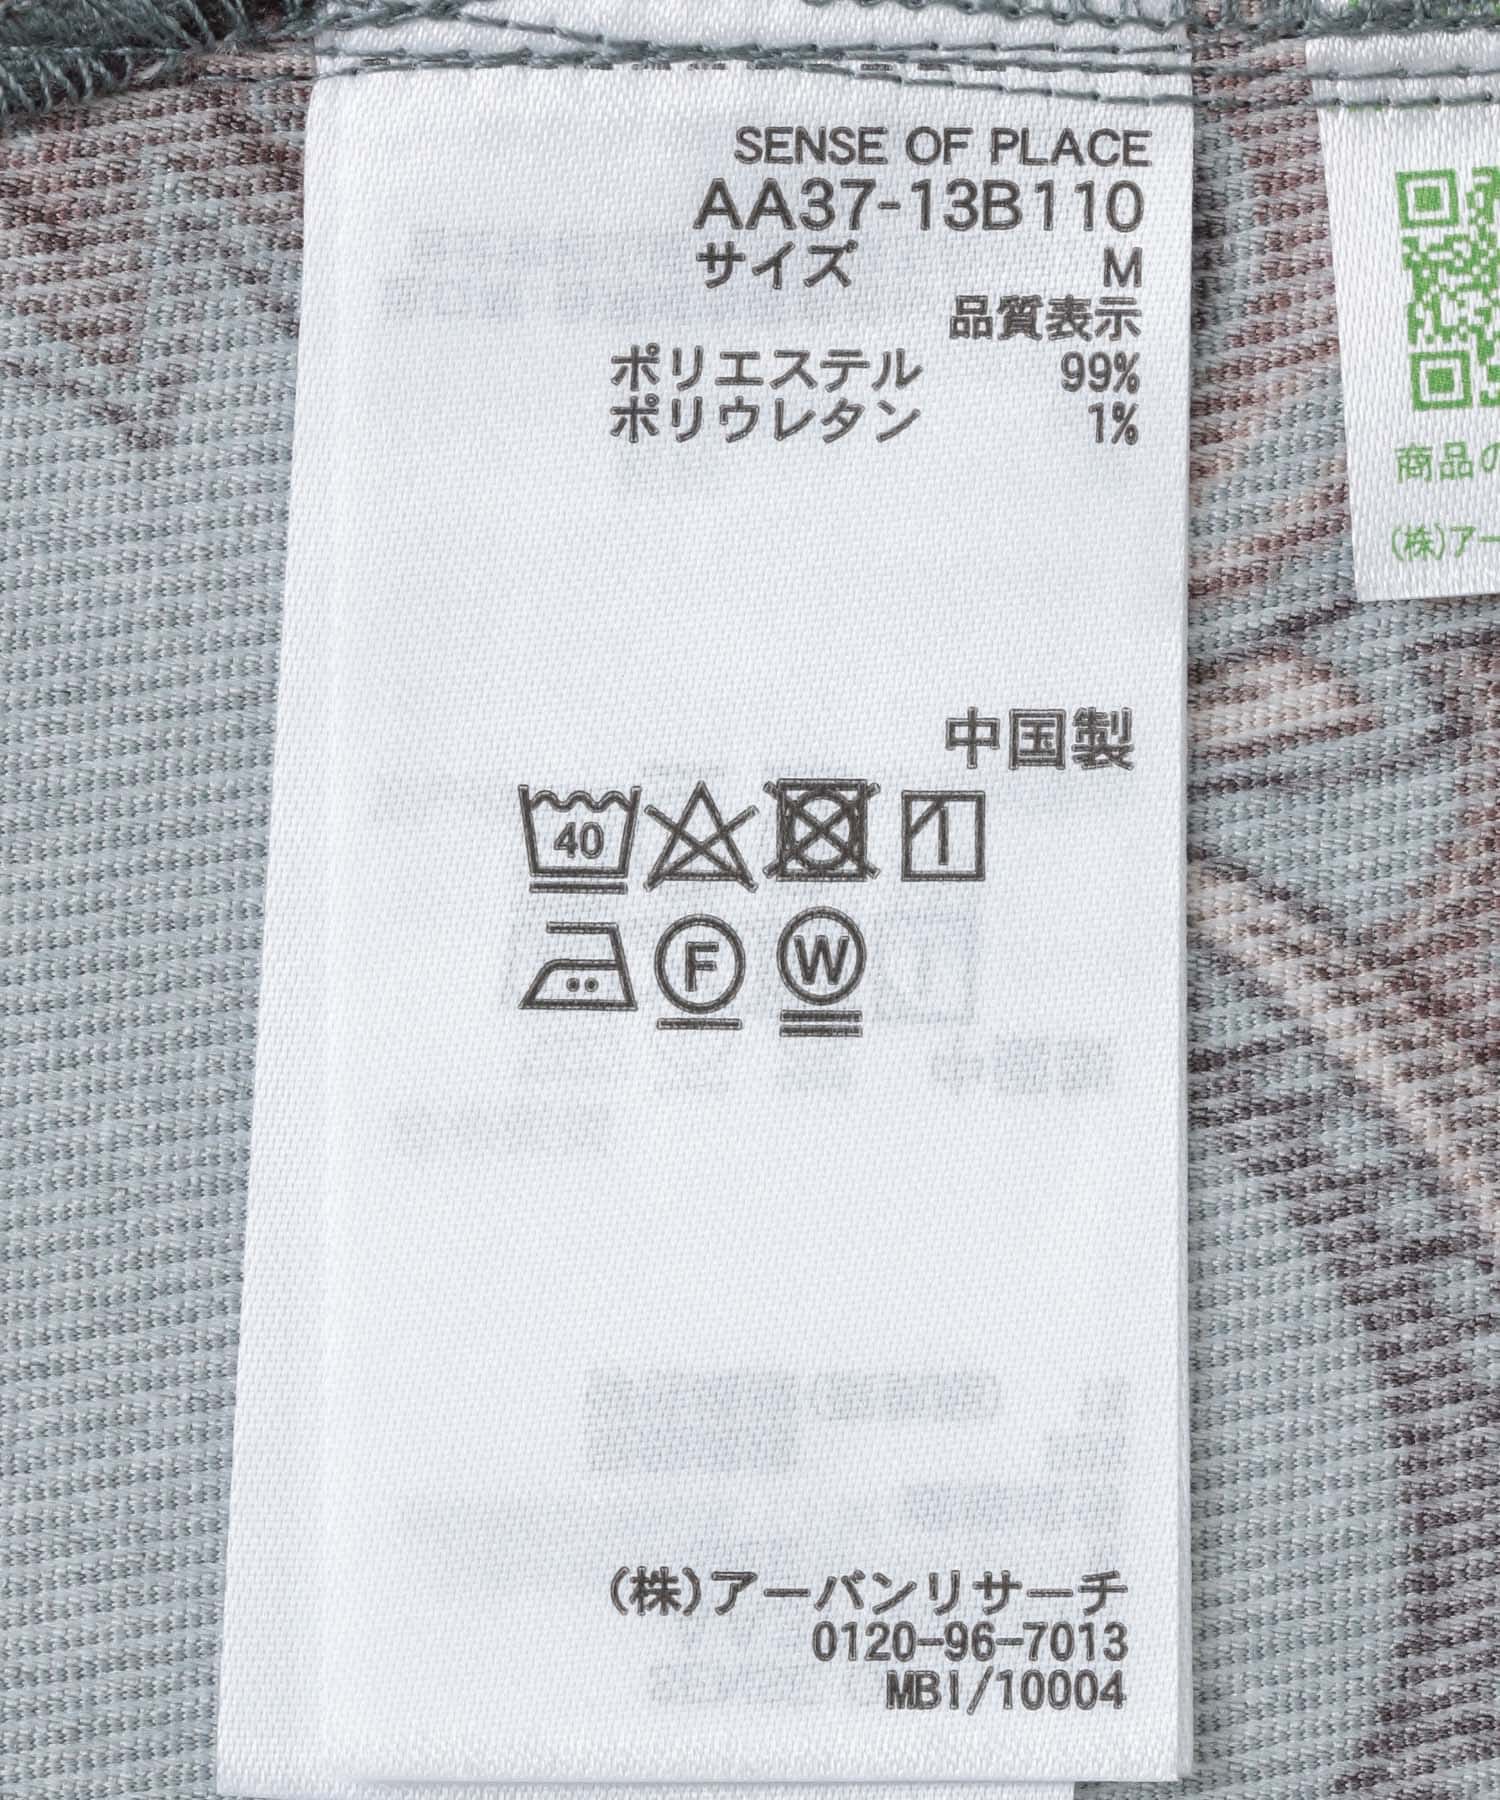 SENSE OF PLACE
AA37-13B110
サイズ M
品質表示
ポリエステル 99%
ポリウレタン 1%
中国製
40
F W
(株)アーバンリサーチ
0120-96-7013
MBI/10004
商品の
(株)アー